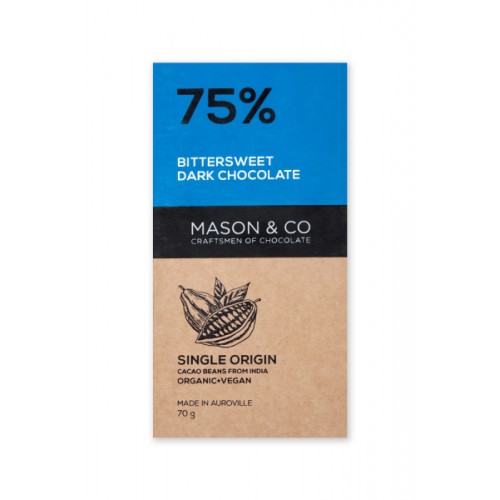 75%
BITTERSWEET
DARK CHOCOLATE
MASON & CO
CRAFTSMEN OF CHOCOLATE
SINGLE ORIGIN
CACAO BEANS FROM INDIA
ORGANIC+VEGAN
MADE IN AUROVILLE
70 g